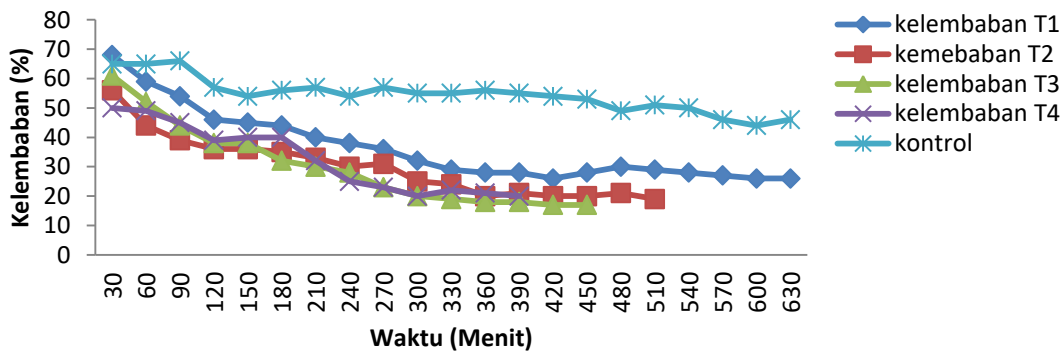 80
70
60
50
40
30
20
10
0
Kelembaban (%)
30 60 90 120 150 180 210 240 270 300 330 360 390 420 450 480 510 540 570 600 630
Waktu (Menit)
kelembaban T1
kemebaban T2
kelembaban T3
kelembaban T4
kontrol